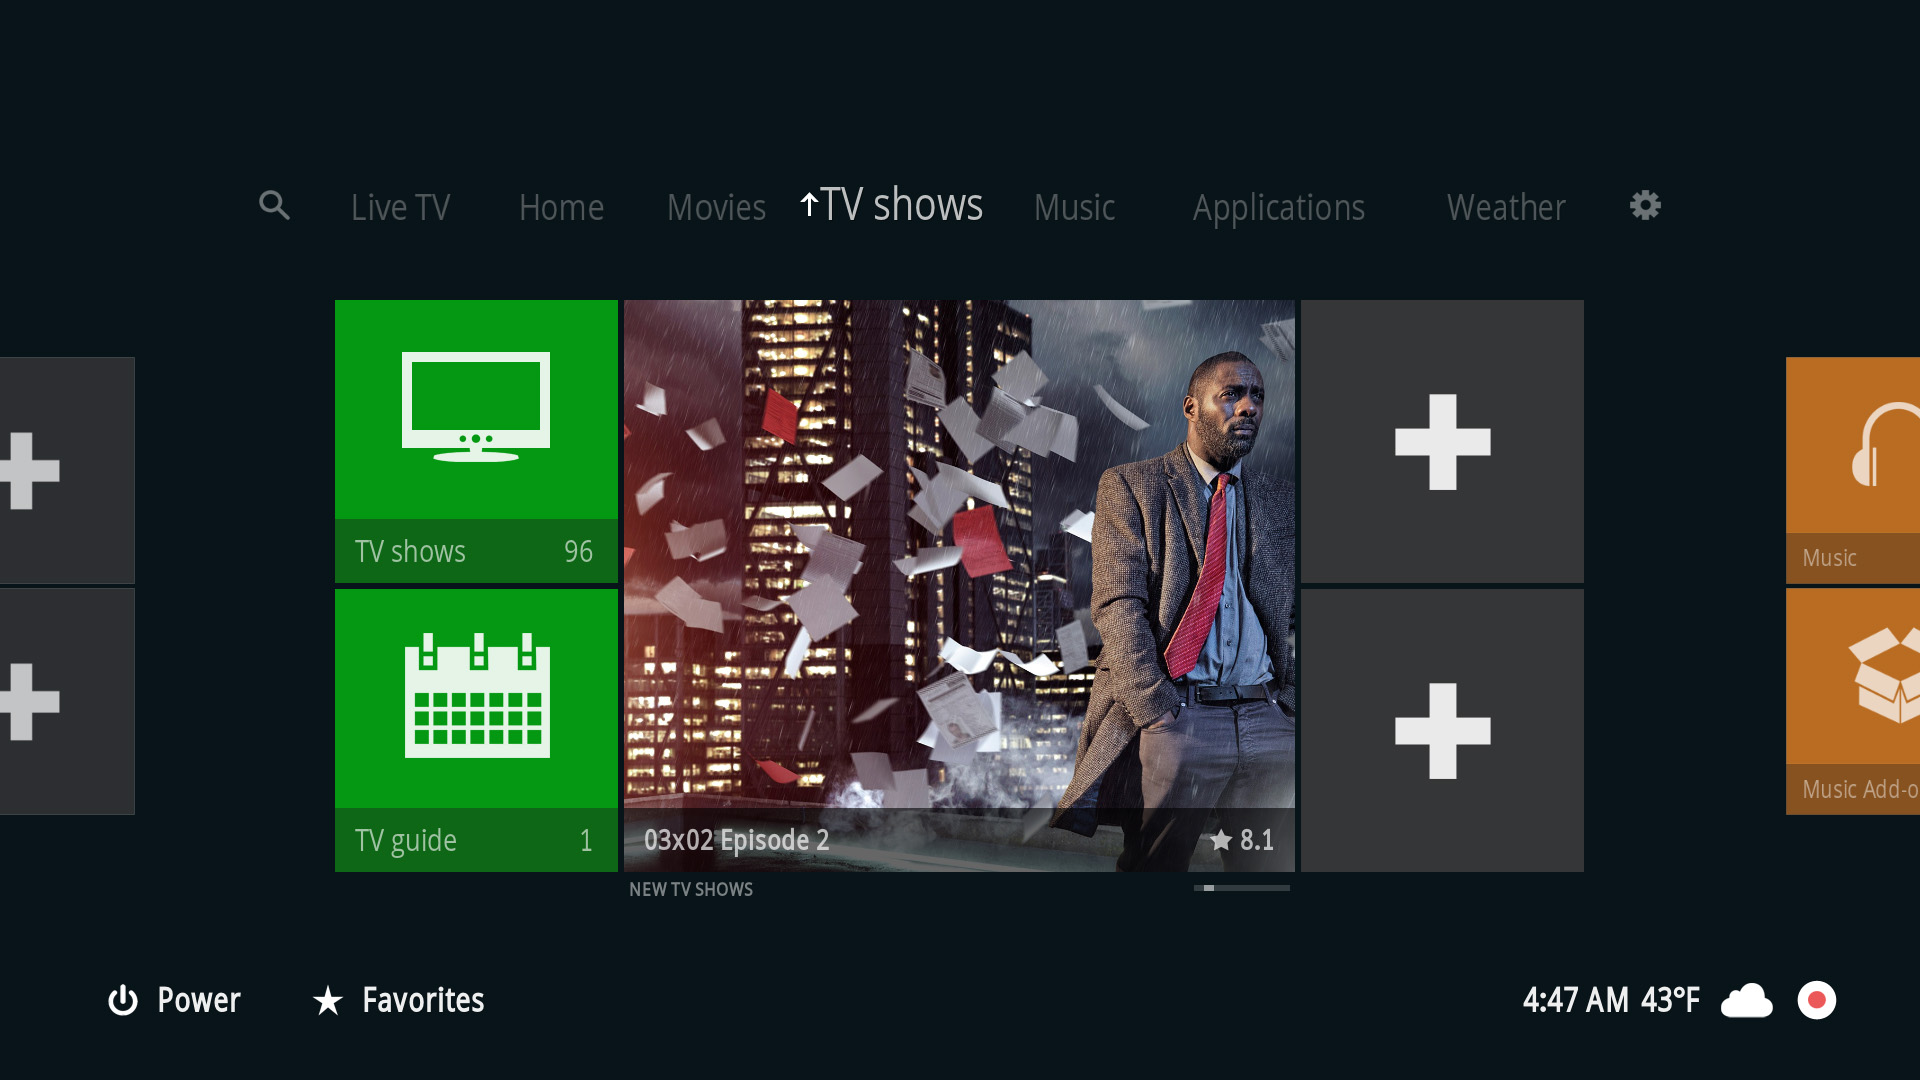 Live TV
Home
Movies
↑TV shows
Music
Applications
Weather
TV shows 96
TV guide 1
03x02 Episode 2
★ 8.1
NEW TV SHOWS
Music
Music Add-o
Power
Favorites
4:47 AM 43°F